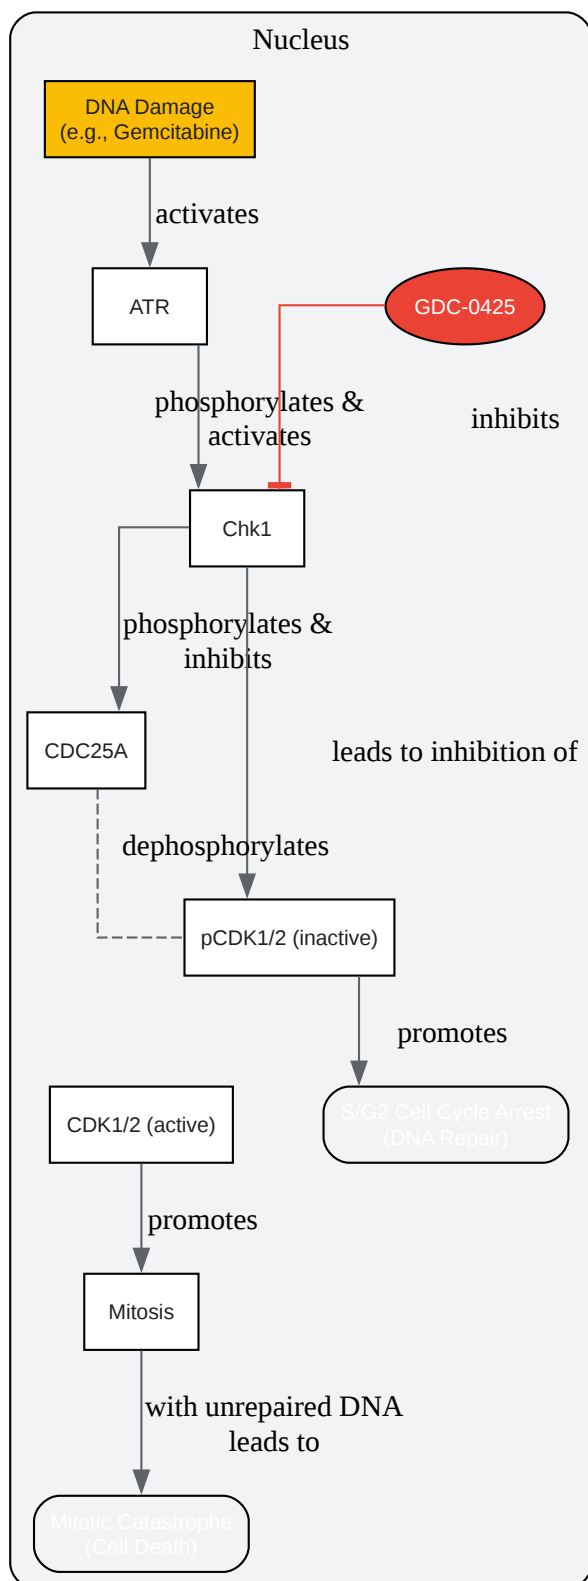 Nucleus
DNA Damage
(e.g., Gemcitabine)
activates
ATR
GDC-0425
phosphorylates &
activates
inhibits
Chk1
phosphorylates &
inhibits
CDC25A
leads to inhibition of
dephosphorylates
pCDK1/2 (inactive)
promotes
CDK1/2 (active)
S/G2 Cell Cycle Arrest
(DNA Repair)
promotes
Mitosis
with unrepaired DNA
leads to
Mitotic Catastrophe
(Cell Death)